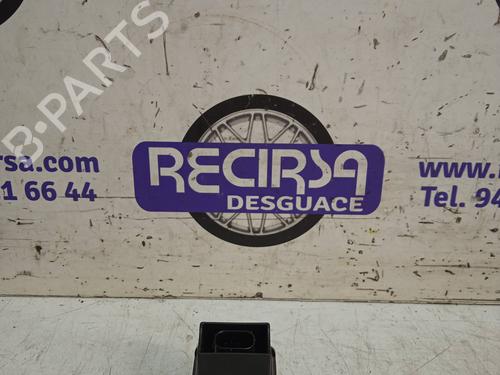 B-PARTS
RECIRSA
DESGUACE
rsa.com
1 66 44
www.
Tel. 94